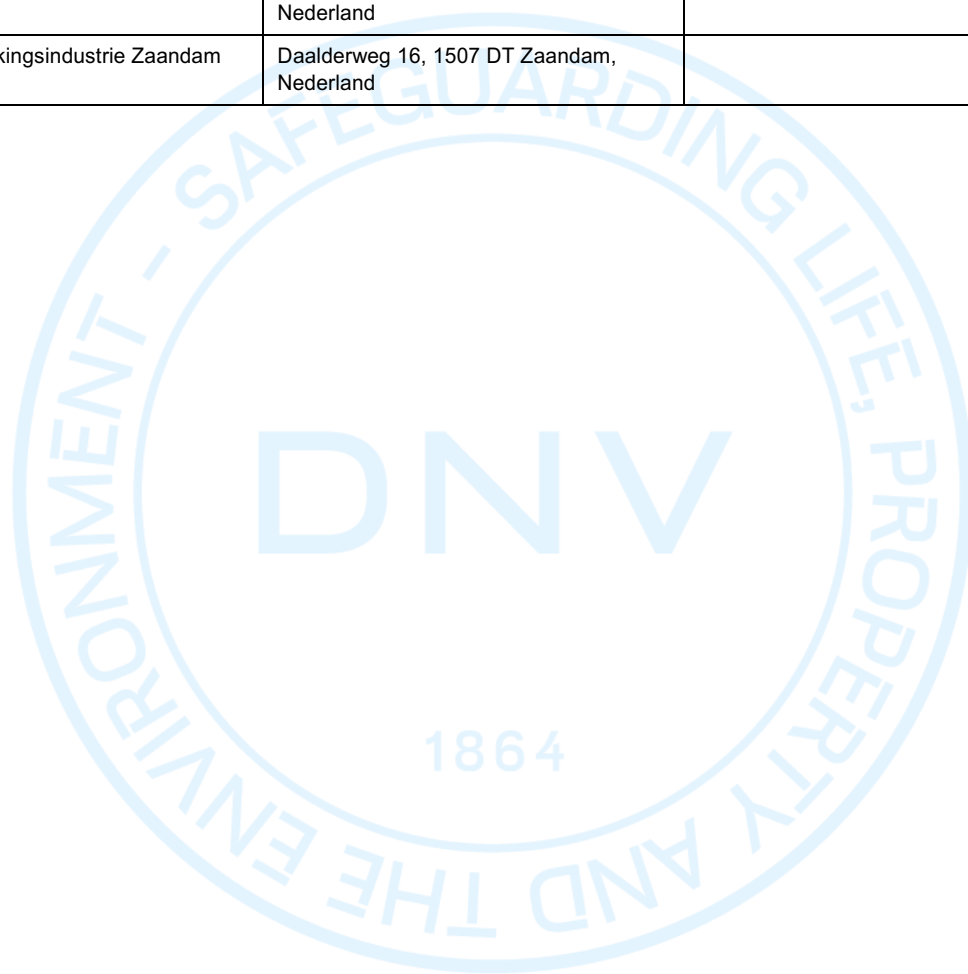 Nederland
kingsindustrie Zaandam
Daalderweg 16, 1507 DT Zaandam,
Nederland
SAFEGUARDING LIFE, PROPERTY AND THE ENVIRONMENT -
DNV
1864